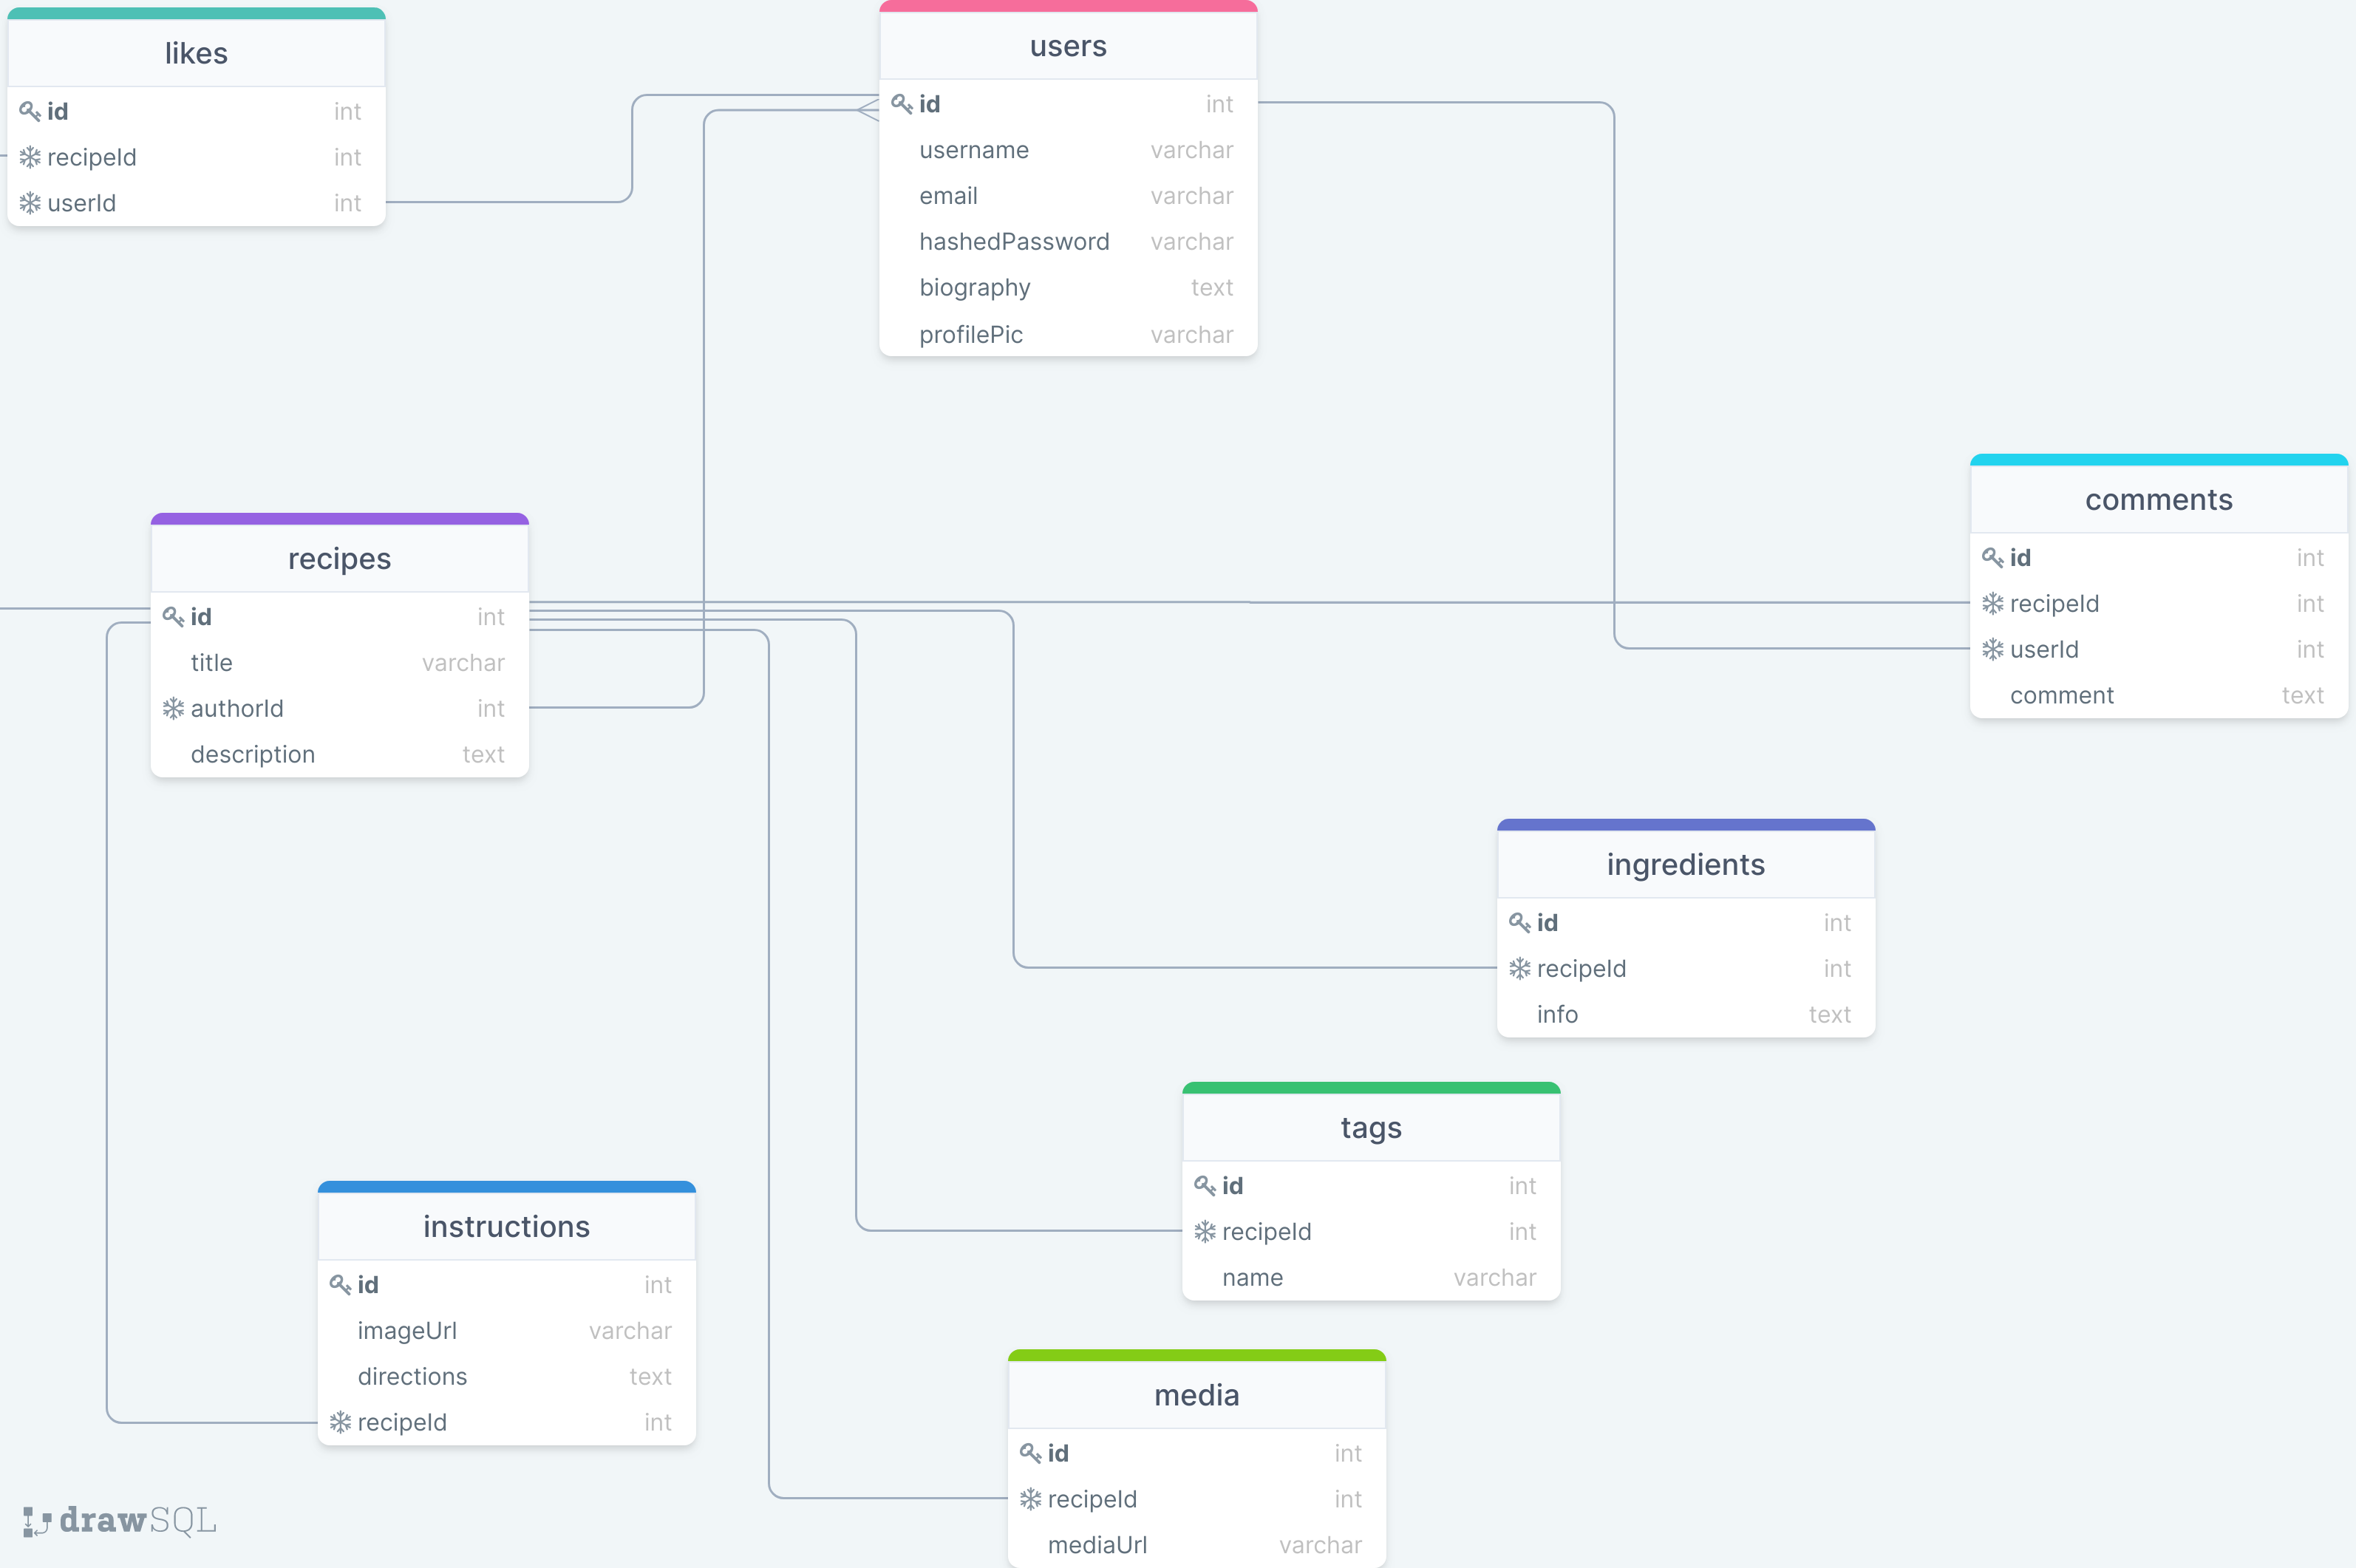 likes
id int
recipeId int
userId int
users
id int
username varchar
email varchar
hashedPassword varchar
biography text
profilePic varchar
recipes
id int
title varchar
authorId int
description text
comments
id int
recipeId int
userId int
comment text
ingredients
id int
recipeId int
info text
tags
id int
recipeId int
name varchar
instructions
id int
imageUrl varchar
directions text
recipeId int
media
id int
recipeId int
mediaUrl varchar
drawSQL